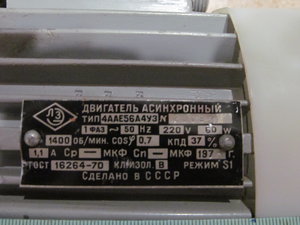 ЛЗ
ДВИГАТЕЛЬ АСИНХРОННЫЙ
ТИП 4ААЕ56А4У3 N
1 ФАЗ ~ 50 Hz 220 V 60 W
1400 ОБ/МИН. COS 0,7 КПД 37 %
1,1 А Ср — МКФ Сп — МКФ 197 Г.
ГОСТ 16264-70 КЛ.ИЗОЛ. В РЕЖИМ S1
СДЕЛАНО В СССР